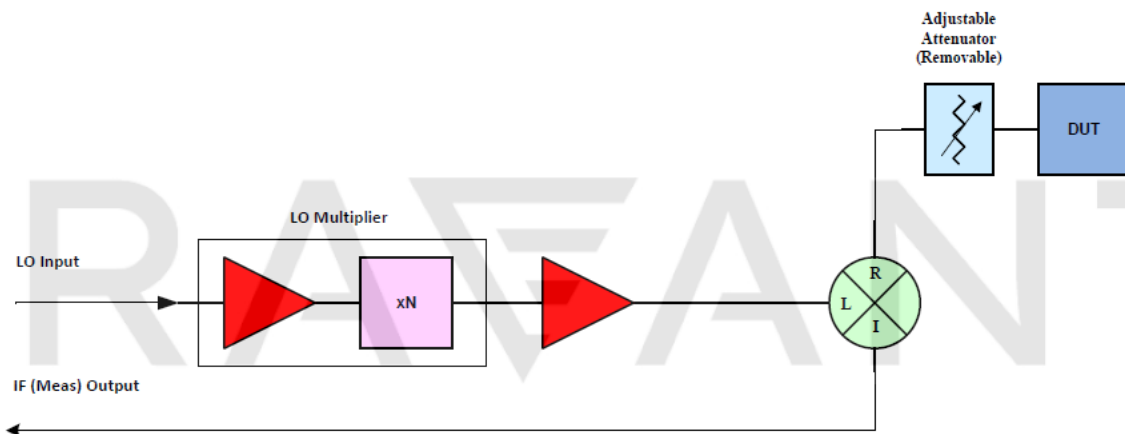 Adjustable
Attenuator
(Removable)
DUT
LO Multiplier
LO Input
xN
R
L
I
IF (Meas) Output
RAVANT